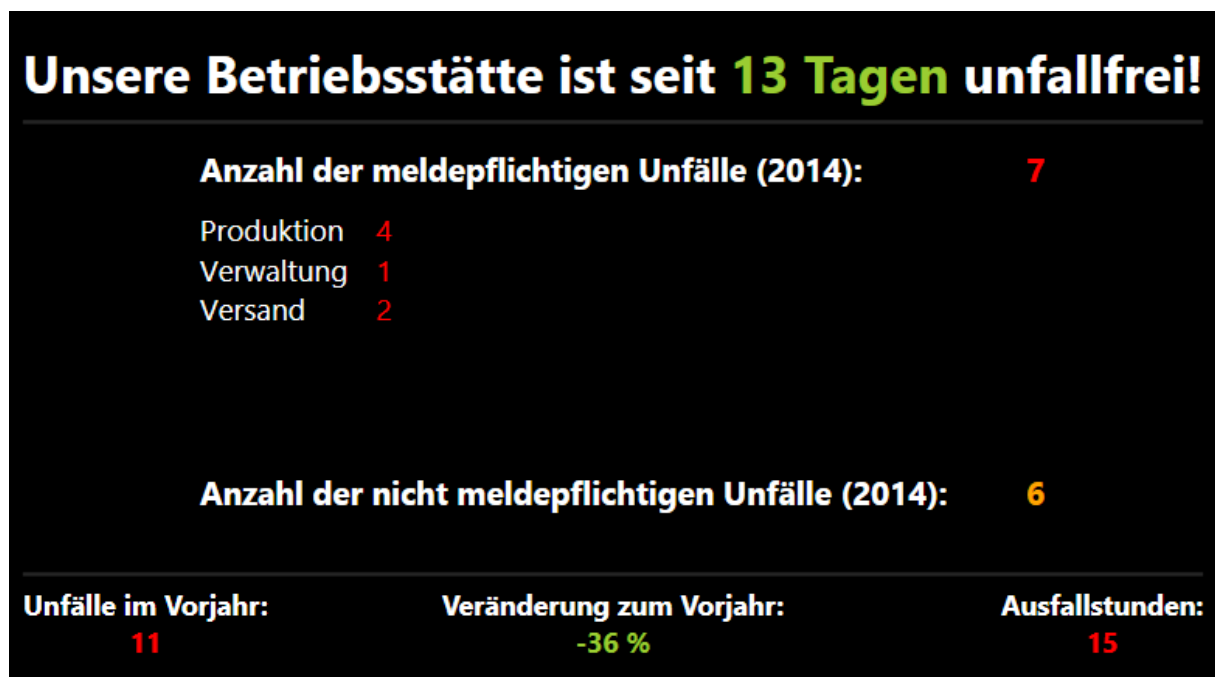 Unsere Betriebsstätte ist seit 13 Tagen unfallfrei!
Anzahl der meldepflichtigen Unfälle (2014): 7
Produktion 4
Verwaltung 1
Versand 2
Anzahl der nicht meldepflichtigen Unfälle (2014): 6
Unfälle im Vorjahr: Veränderung zum Vorjahr: Ausfallstunden:
11 -36 % 15